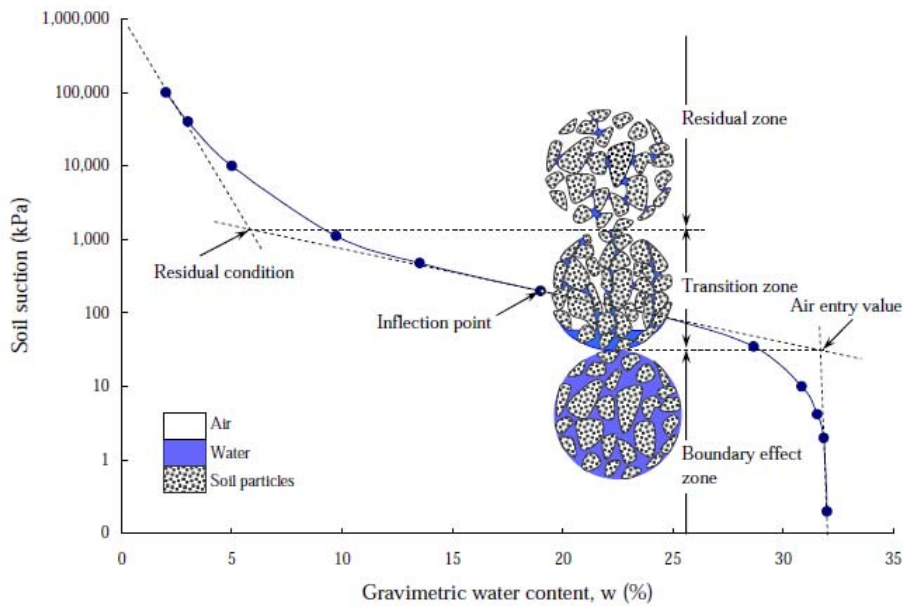 1,000,000
100,000
10,000
1,000
100
10
1
0
Soil suction (kPa)
Residual zone
Residual condition
Transition zone
Air entry value
Inflection point
Air
Water
Soil particles
Boundary effect
zone
0 5 10 15 20 25 30 35
Gravimetric water content, w (%)